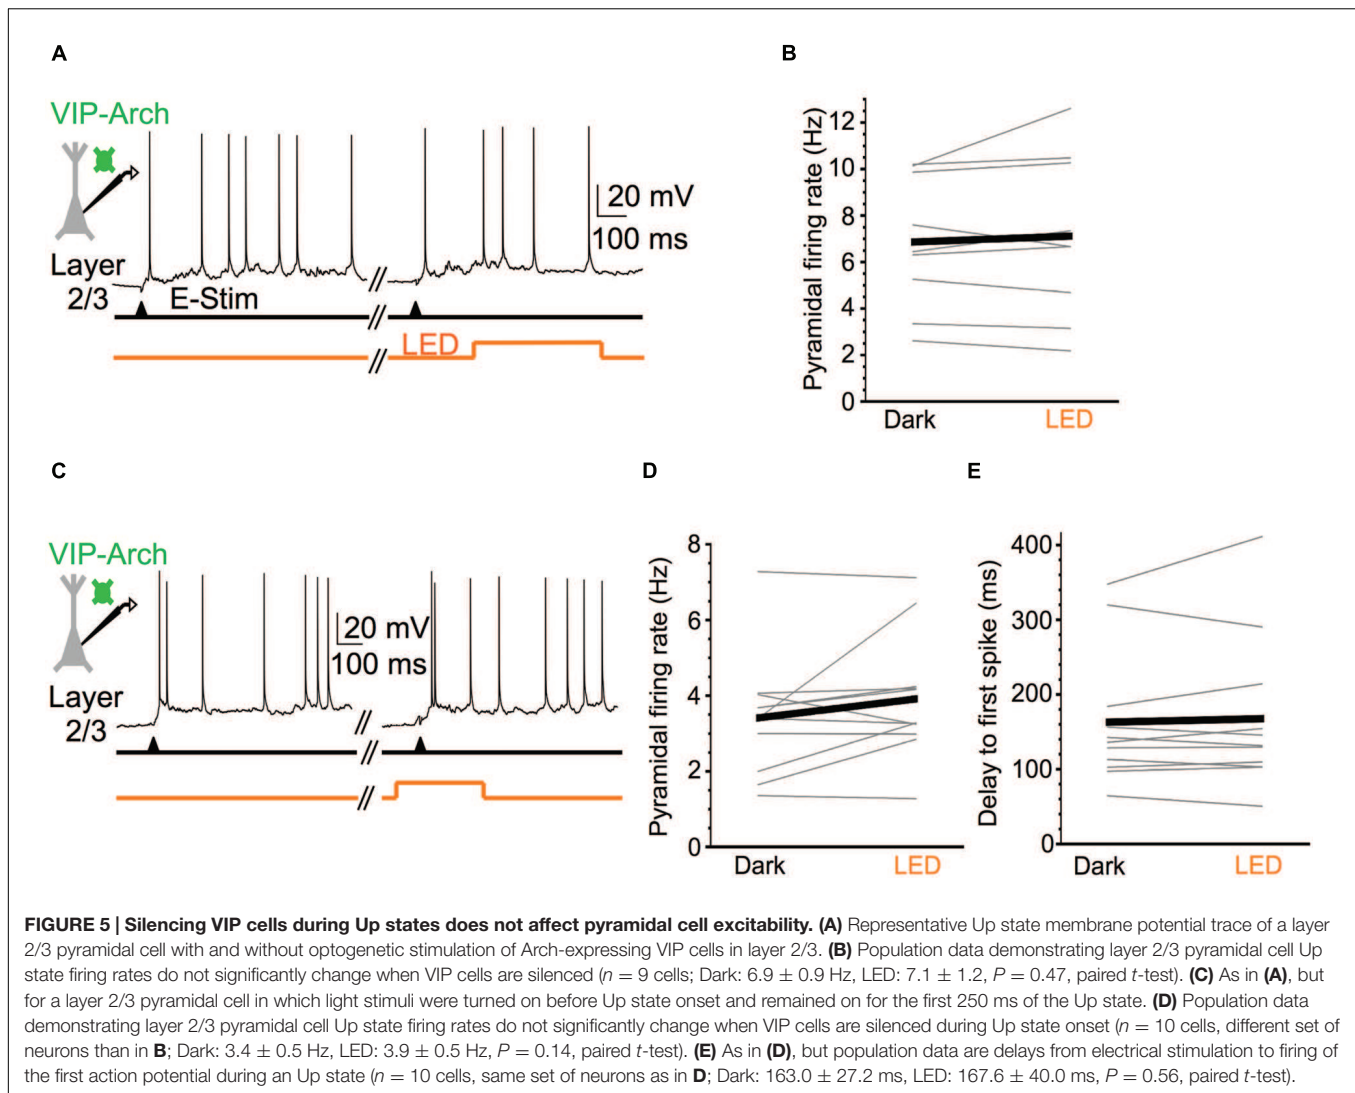 A
VIP-Arch
Layer
2/3
E-Stim
LED
20 mV
100 ms
B
Pyramidal firing rate (Hz)
12
10
8
6
4
2
0
Dark
LED
C
VIP-Arch
Layer
2/3
20 mV
100 ms
D
Pyramidal firing rate (Hz)
8
6
4
2
0
Dark
LED
E
Delay to first spike (ms)
400
300
200
100
0
Dark
LED
FIGURE 5 | Silencing VIP cells during Up states does not affect pyramidal cell excitability. (A) Representative Up state membrane potential trace of a layer
2/3 pyramidal cell with and without optogenetic stimulation of Arch-expressing VIP cells in layer 2/3. (B) Population data demonstrating layer 2/3 pyramidal cell Up
state firing rates do not significantly change when VIP cells are silenced (n = 9 cells; Dark: 6.9 ± 0.9 Hz, LED: 7.1 ± 1.2, P = 0.47, paired t-test). (C) As in (A), but
for a layer 2/3 pyramidal cell in which light stimuli were turned on before Up state onset and remained on for the first 250 ms of the Up state. (D) Population data
demonstrating layer 2/3 pyramidal cell Up state firing rates do not significantly change when VIP cells are silenced during Up state onset (n = 10 cells, different set of
neurons than in B; Dark: 3.4 ± 0.5 Hz, LED: 3.9 ± 0.5 Hz, P = 0.14, paired t-test). (E) As in (D), but population data are delays from electrical stimulation to firing of
the first action potential during an Up state (n = 10 cells, same set of neurons as in D; Dark: 163.0 ± 27.2 ms, LED: 167.6 ± 40.0 ms, P = 0.56, paired t-test).